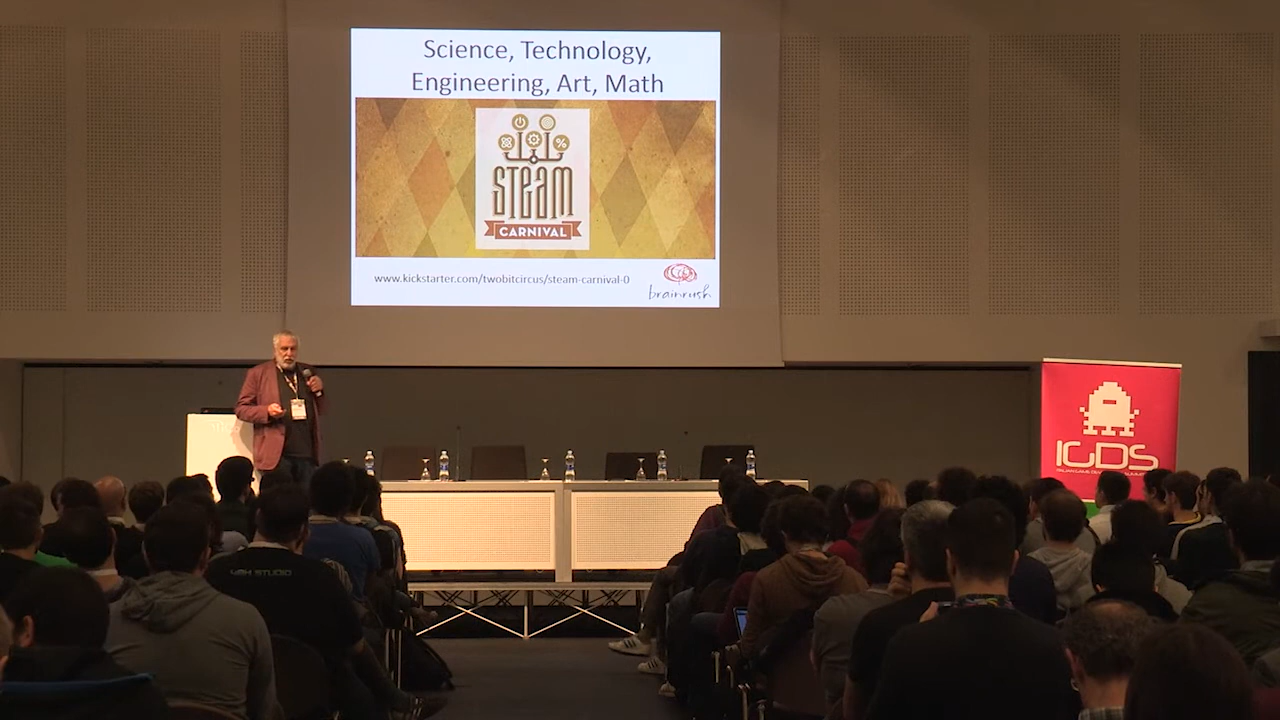 Science, Technology,
Engineering, Art, Math
STEAM
CARNIVAL
www.kickstarter.com/twobitcircus/steam-carnival-0
brainrush
IGDS